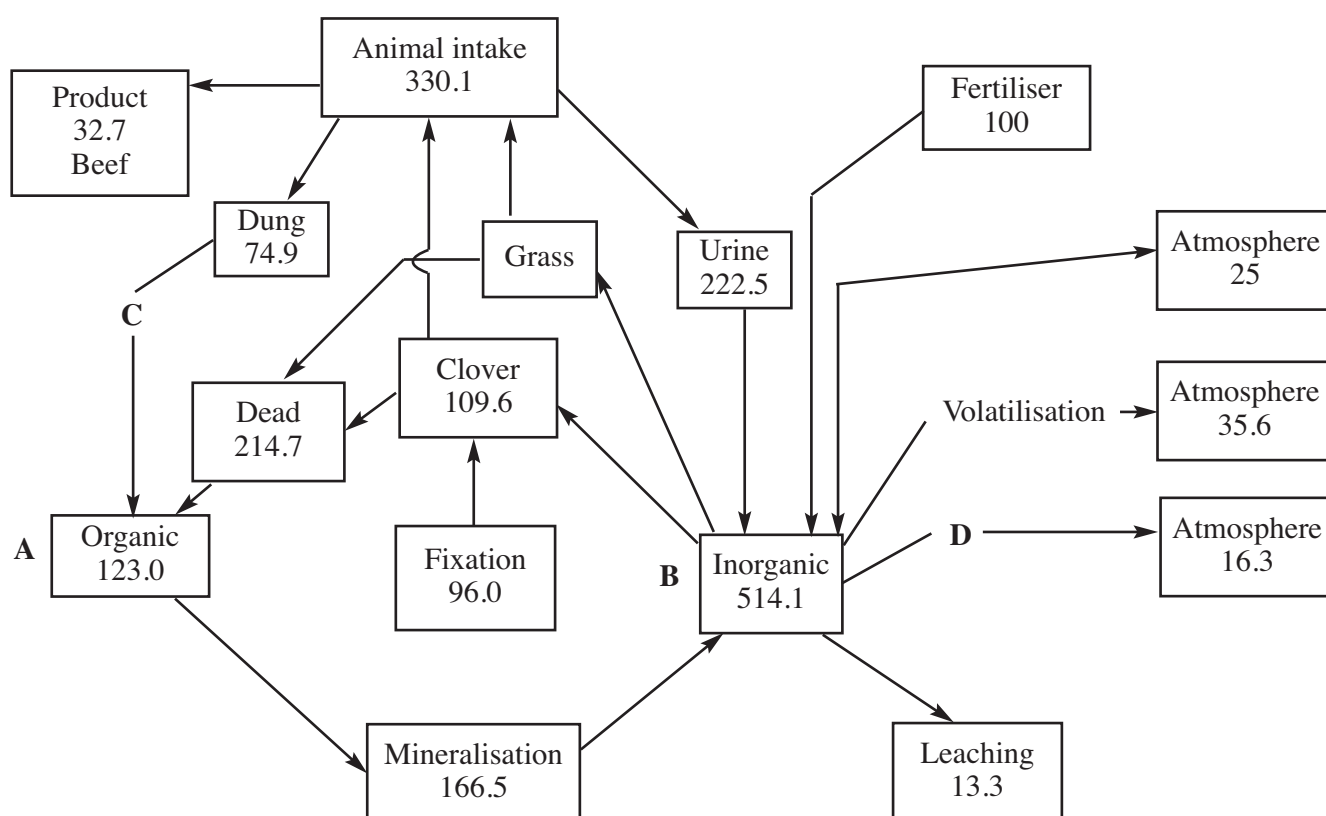 Animal intake
330.1
Product
32.7
Beef
Fertiliser
100
Dung
74.9
Grass
Urine
222.5
Atmosphere
25
C
Clover
109.6
Dead
214.7
Volatilisation
Atmosphere
35.6
A
Organic
123.0
Fixation
96.0
B
Inorganic
514.1
D
Atmosphere
16.3
Mineralisation
166.5
Leaching
13.3